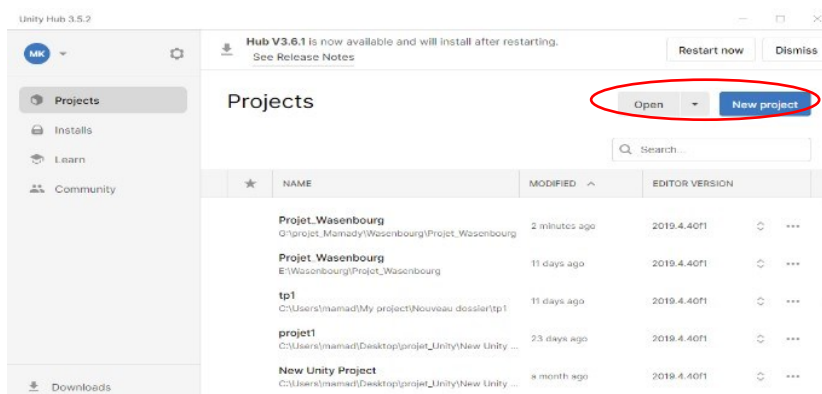 Unity Hub 3.5.2
MK
Hub V3.6.1 is now available and will install after restarting.
See Release Notes
Restart now
Dismiss
Projects
Installs
Learn
Community
Downloads
Projects
Open
New project
Search...
NAME MODIFIED EDITOR VERSION
Projet_Wasenbourg
G:\projet_Mamady\Wasenbourg\Projet_Wasenbourg
2 minutes ago 2019.4.40f1
Projet_Wasenbourg
E:\Wasenbourg\Projet_Wasenbourg
11 days ago 2019.4.40f1
tp1
C:\Users\mamad\My project\Nouveau dossier\tp1
11 days ago 2019.4.40f1
projet1
C:\Users\mamad\Desktop\projet_Unity\New Unity ...
23 days ago 2019.4.40f1
New Unity Project
C:\Users\mamad\Desktop\projet_Unity\New Unity ...
a month ago 2019.4.40f1